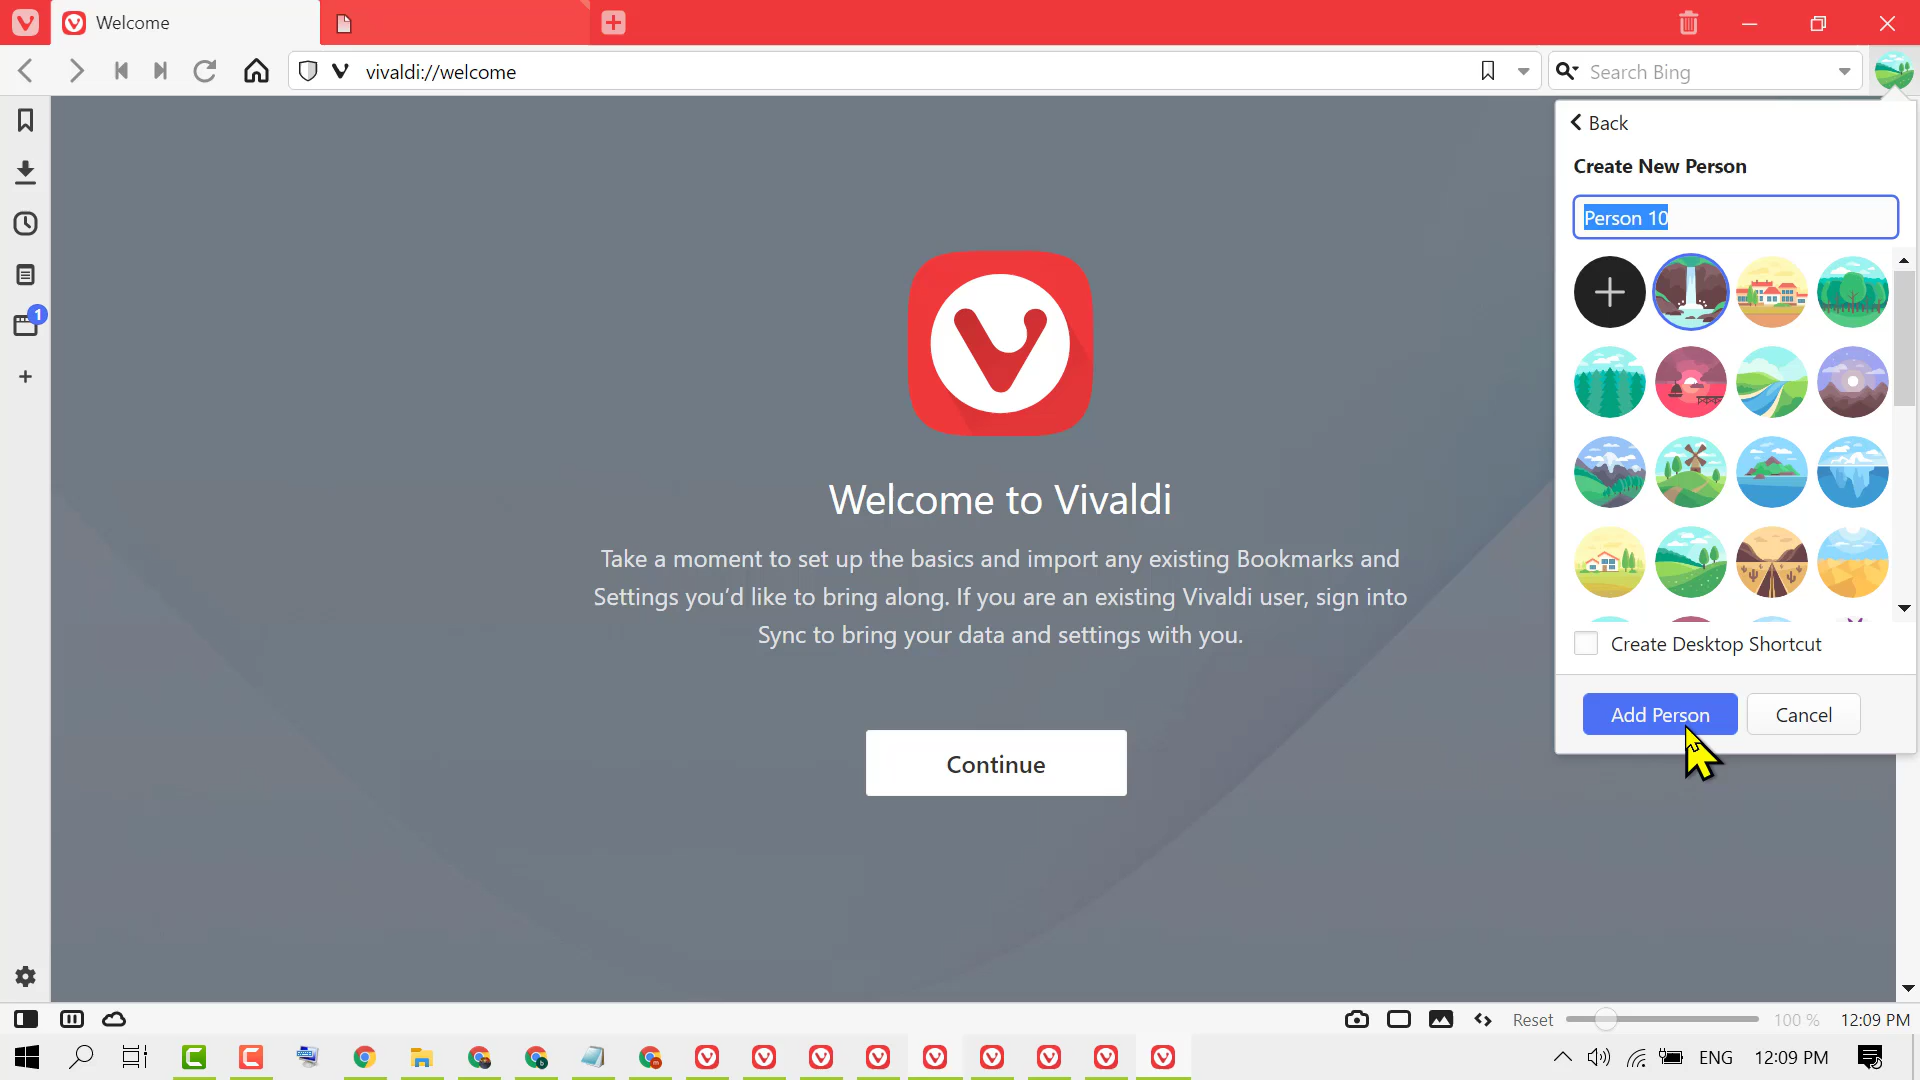 Welcome
vivaldi://welcome
Search Bing
Back
Create New Person
Person 10
1
Welcome to Vivaldi
Take a moment to set up the basics and import any existing Bookmarks and
Settings you'd like to bring along. If you are an existing Vivaldi user, sign into
Sync to bring your data and settings with you.
Create Desktop Shortcut
Add Person
Cancel
Continue
Reset
100 %
12:09 PM
ENG
12:09 PM